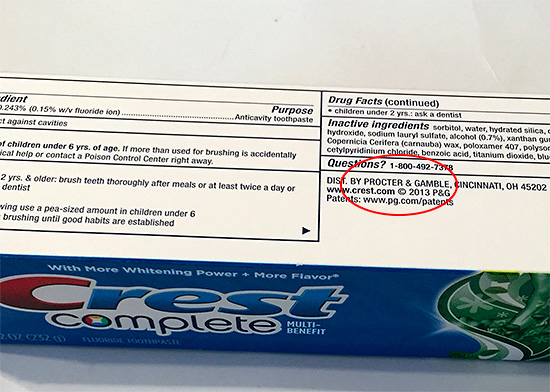 dient
0.243% (0.15% w/v fluoride ion) Purpose
Anticavity toothpaste
ct against cavities
of children under 6 yrs. of age. If more than used for brushing is accidentally
ical help or contact a Poison Control Center right away.
2 yrs. & older: brush teeth thoroughly after meals or at least twice a day or
dentist
wing use a pea-sized amount in children under 6
brushing until good habits are established
Drug Facts (continued)
• children under 2 yrs.: ask a dentist
Inactive ingredients sorbitol, water, hydrated silica,
hydroxide, sodium lauryl sulfate, alcohol (0.7%), xanthan gu
Copernicia Cerifera (carnauba) wax, poloxamer 407, polysor
cetylpyridinium chloride, benzoic acid, titanium dioxide, blu
Questions? 1-800-492-7378
DIST. BY PROCTER & GAMBLE, CINCINNATI, OH 45202
www.crest.com © 2013 P&G
Patents: www.pg.com/patents
With More Whitening Power + More Flavor*
Crest
complete MULTI-
BENEFIT
FLUORIDE TOOTHPASTE